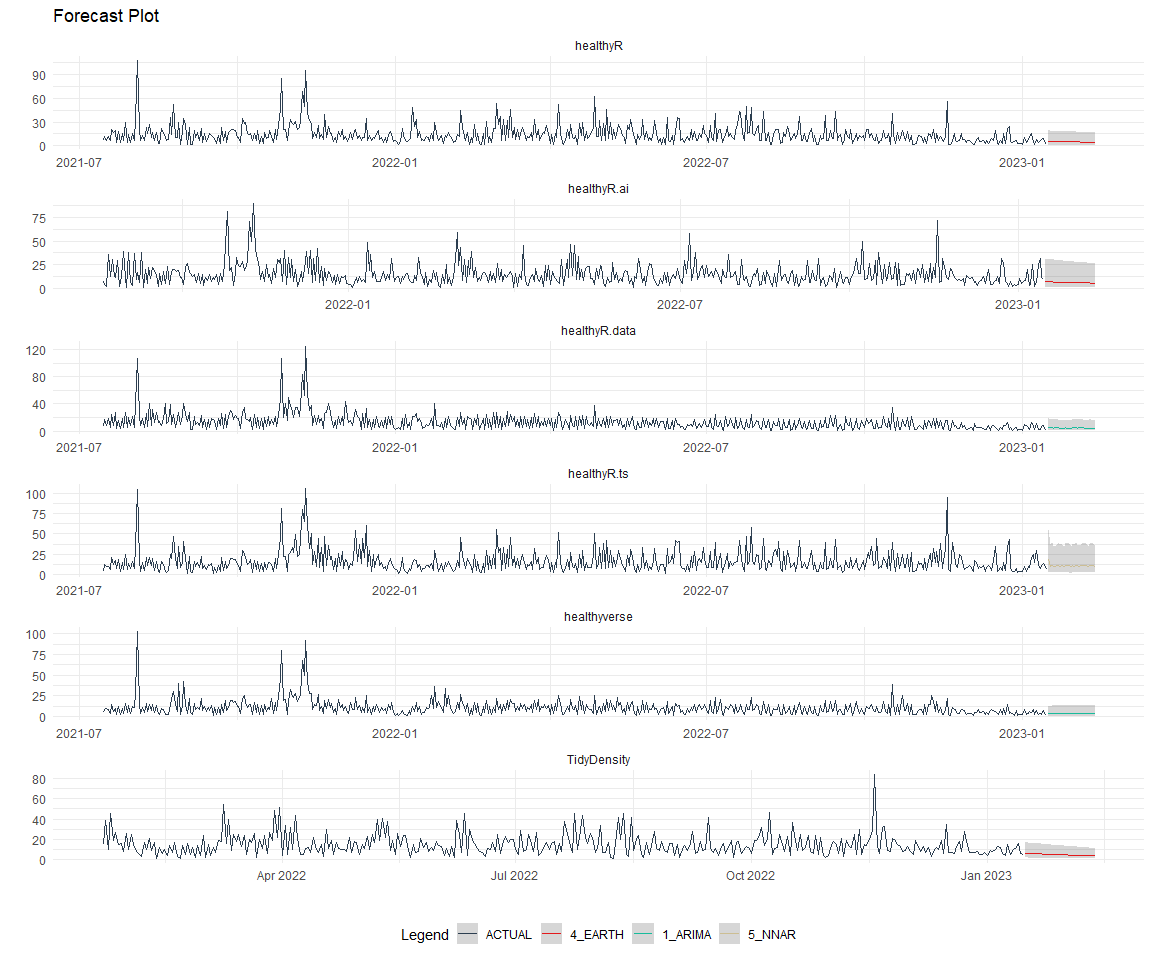 Forecast Plot
healthyR
90
60
30
0
2021-07 2022-01 2022-07 2023-01
healthyR.ai
75
50
25
0
2022-01 2022-07 2023-01
healthyR.data
120
80
40
0
2021-07 2022-01 2022-07 2023-01
healthyR.ts
100
75
50
25
0
2021-07 2022-01 2022-07 2023-01
healthyverse
100
75
50
25
0
2021-07 2022-01 2022-07 2023-01
TidyDensity
80
60
40
20
0
Apr 2022 Jul 2022 Oct 2022 Jan 2023
Legend ACTUAL 4_EARTH 1_ARIMA 5_NNAR